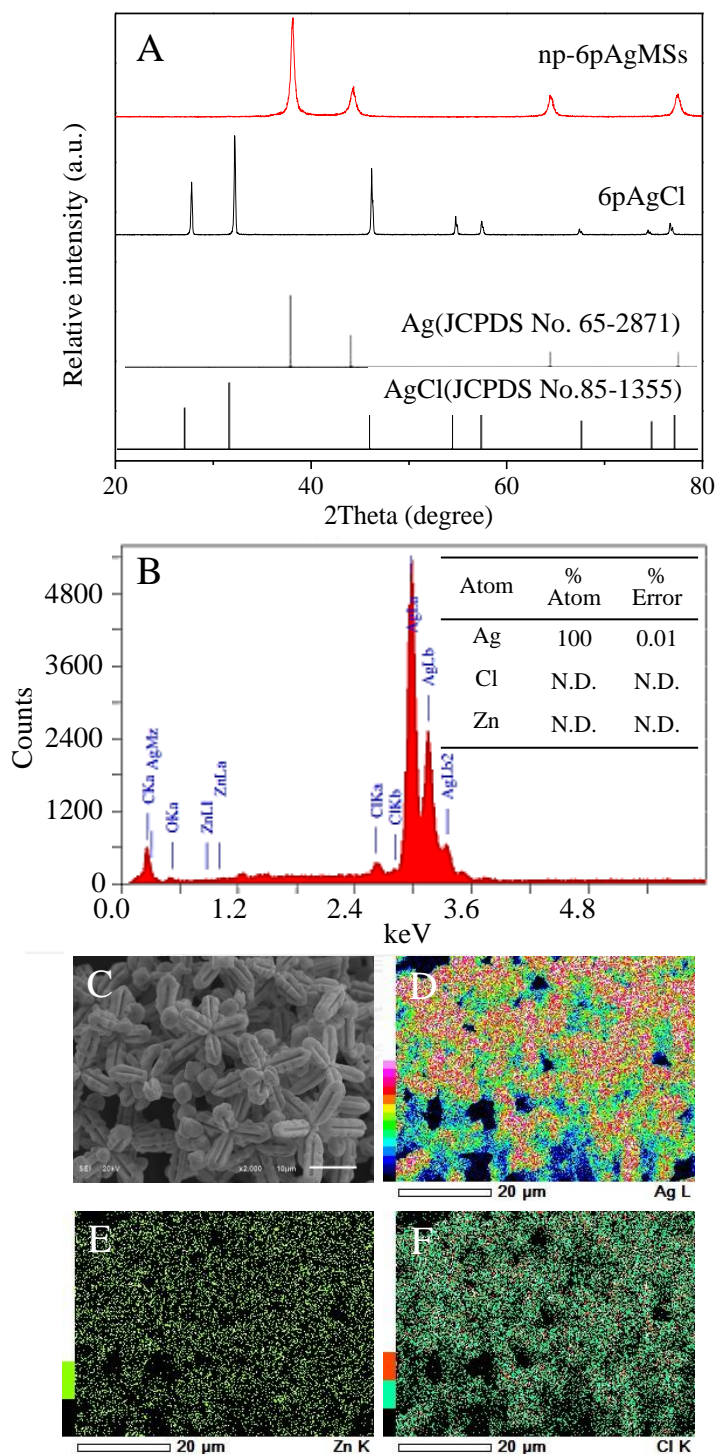 A
np-6pAgMSs
6pAgCl
Ag(JCPDS No. 65-2871)
AgCl(JCPDS No.85-1355)
Relative intensity (a.u.)
20 40 60 80
2Theta (degree)
B
Atom % Atom % Error
Ag 100 0.01
Cl N.D. N.D.
Zn N.D. N.D.
Counts
4800
3600
2400
1200
0
CKa AgMz OKa ZnLl ZnLa ClKa ClKb AgLa AgLb AgLb2
0.0 1.2 2.4 3.6 4.8
keV
C
SEI 20kV x2,000 10µm
D
20 µm Ag L
E
20 µm Zn K
F
20 µm Cl K